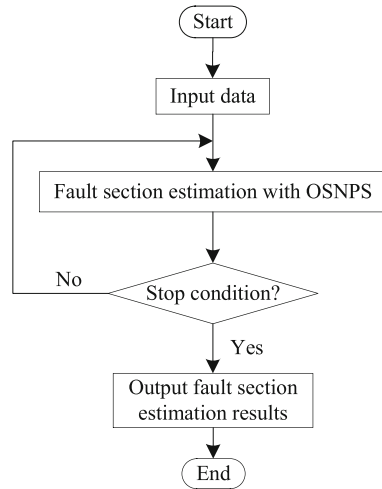 Start
Input data
Fault section estimation with OSNPS
Stop condition?
No
Yes
Output fault section
estimation results
End